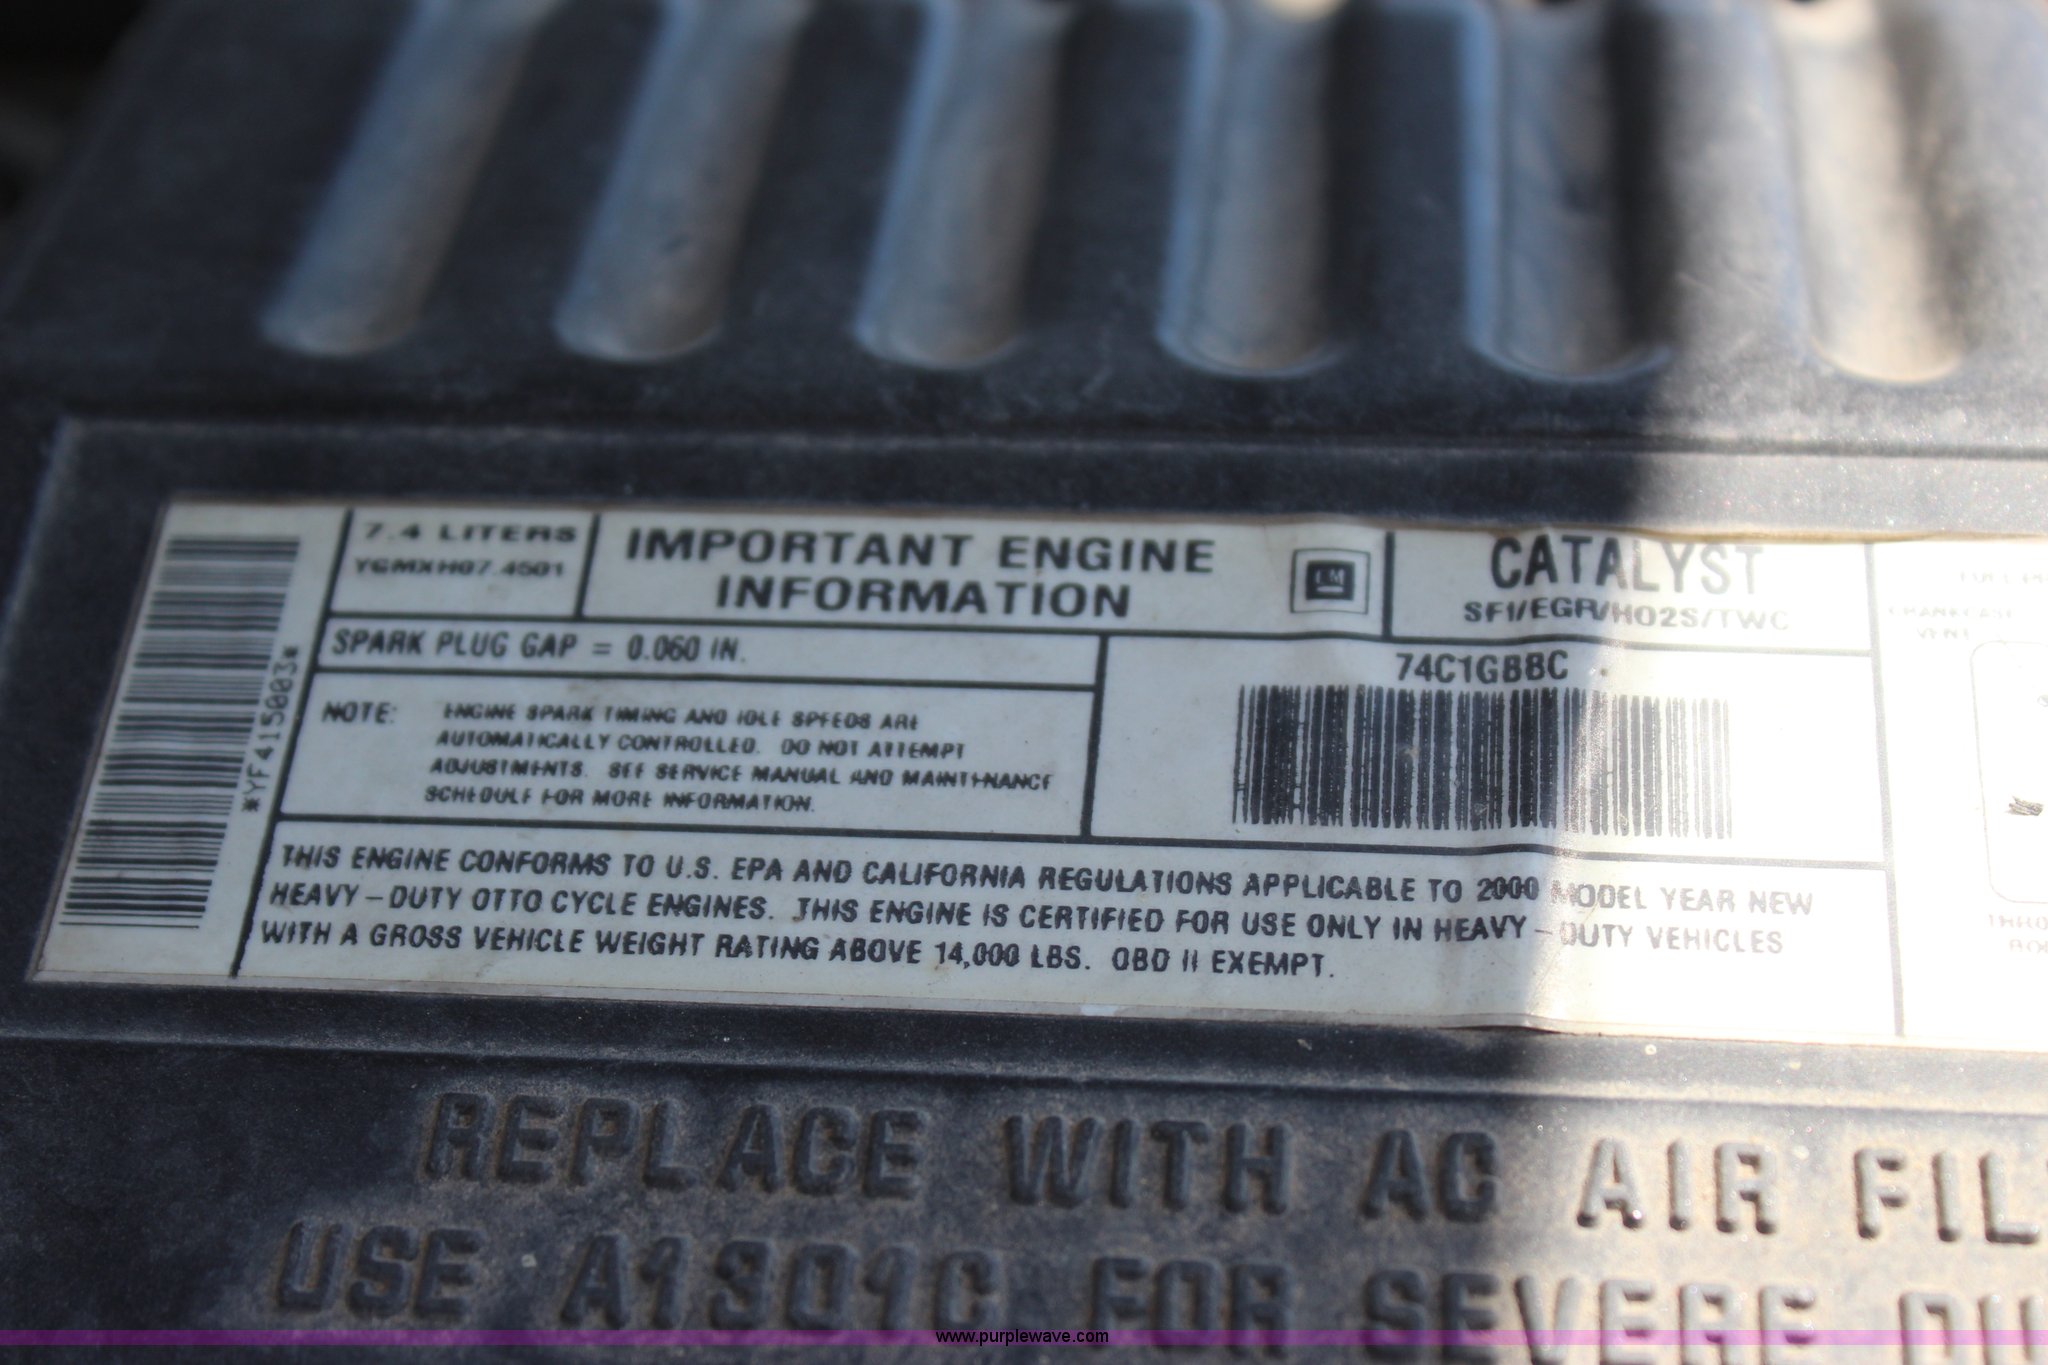 7.4 LITERS
YGMXH07.4501
IMPORTANT ENGINE
INFORMATION
GM
CATALYST
SFI/EGR/HO2S/TWC
CRANKCASE
VENT
SPARK PLUG GAP = 0.060 IN.
74C1GBBC
*YF415003*
NOTE: ENGINE SPARK TIMING AND IDLE SPEEDS ARE
AUTOMATICALLY CONTROLLED. DO NOT ATTEMPT
ADJUSTMENTS. SEE SERVICE MANUAL AND MAINTENANCE
SCHEDULE FOR MORE INFORMATION.
THIS ENGINE CONFORMS TO U.S. EPA AND CALIFORNIA REGULATIONS APPLICABLE TO 2000 MODEL YEAR NEW
HEAVY-DUTY OTTO CYCLE ENGINES. THIS ENGINE IS CERTIFIED FOR USE ONLY IN HEAVY-DUTY VEHICLES
WITH A GROSS VEHICLE WEIGHT RATING ABOVE 14,000 LBS. OBD II EXEMPT.
THRO
BO
REPLACE WITH AC AIR FIL
USE A1301C FOR SEVERE DU
www.purplewave.com